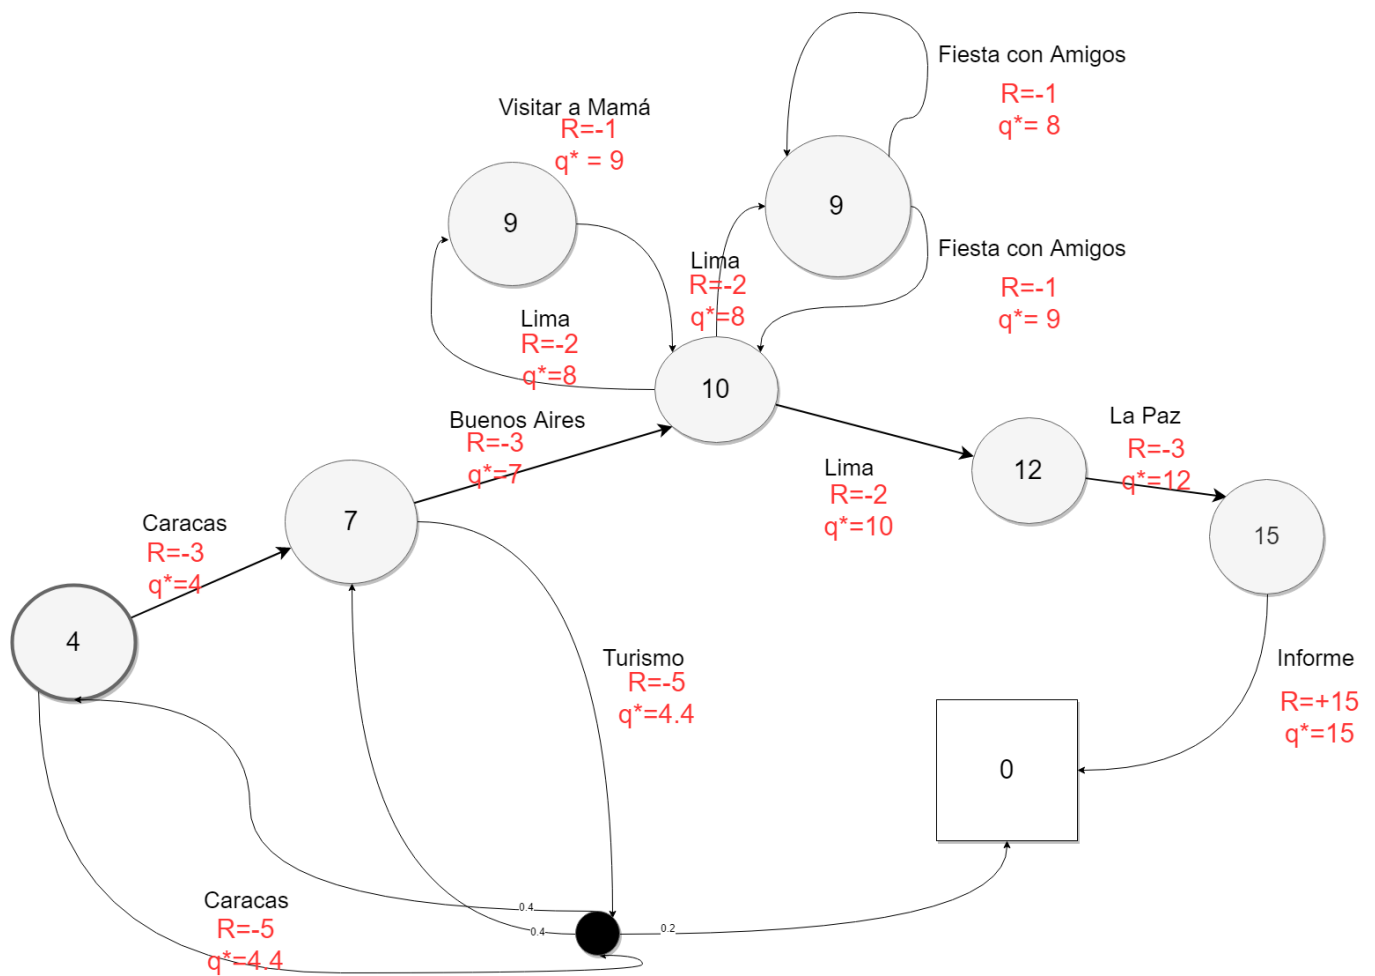 Fiesta con Amigos
R=-1
q*= 8
Visitar a Mamá
R=-1
q* = 9
9
9
Fiesta con Amigos
R=-1
q*= 9
Lima
R=-2
q*=8
Lima
R=-2
q*=8
10
Buenos Aires
R=-3
q*=7
La Paz
R=-3
q*=12
Lima
R=-2
q*=10
12
15
7
Caracas
R=-3
q*=4
4
Turismo
R=-5
q*=4.4
Informe
R=+15
q*=15
0
Caracas
R=-5
q*=4.4
0.4
0.4
0.2